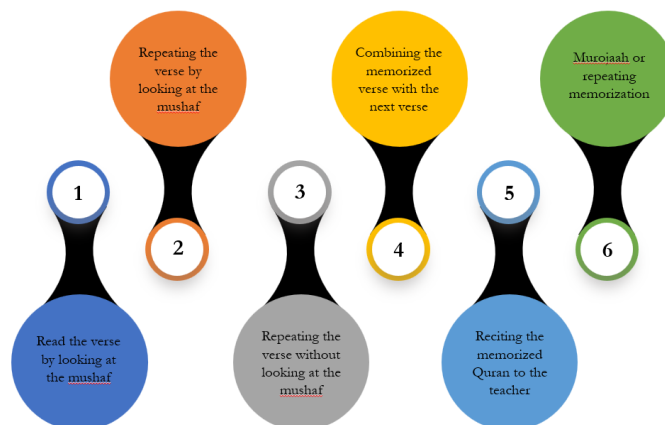 1
Read the verse
by looking at
the mushaf
2
Repeating the
verse by
looking at the
mushaf
3
Repeating the
verse without
looking at the
mushaf
4
Combining the
memorized
verse with the
next verse
5
Reciting the
memorized
Quran to the
teacher
6
Murojaah or
repeating
memorization